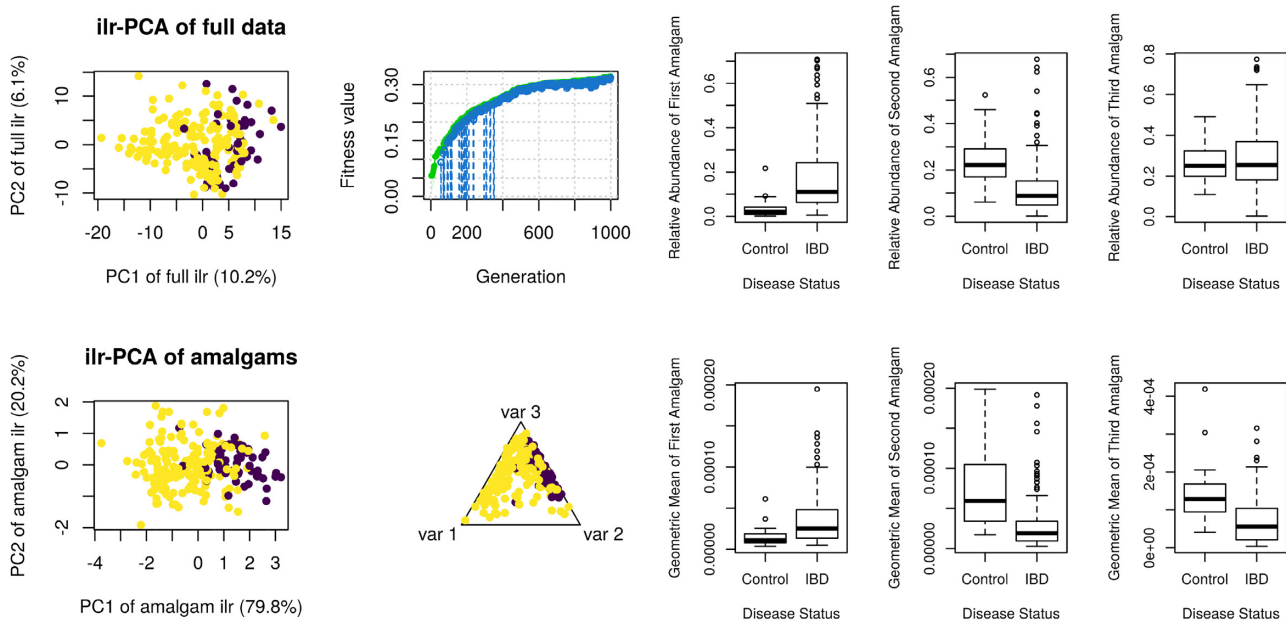 ilr-PCA of full data
PC2 of full ilr (6.1%)
10
0
-10
-20
-10
0
5
15
PC1 of full ilr (10.2%)
Fitness value
0.30
0.15
0.00
0
200
600
1000
Generation
Relative Abundance of First Amalgam
0.6
0.4
0.2
0.0
Control
IBD
Disease Status
Relative Abundance of Second Amalgam
0.6
0.4
0.2
0.0
Control
IBD
Disease Status
Relative Abundance of Third Amalgam
0.8
0.6
0.4
0.2
0.0
Control
IBD
Disease Status
ilr-PCA of amalgams
PC2 of amalgam ilr (20.2%)
2
1
0
-2
-4
-2
0
1
2
3
PC1 of amalgam ilr (79.8%)
var 3
var 1
var 2
Geometric Mean of First Amalgam
0.00020
0.00010
0.00000
Control
IBD
Disease Status
Geometric Mean of Second Amalgam
0.00020
0.00010
0.00000
Control
IBD
Disease Status
Geometric Mean of Third Amalgam
4e-04
2e-04
0e+00
Control
IBD
Disease Status